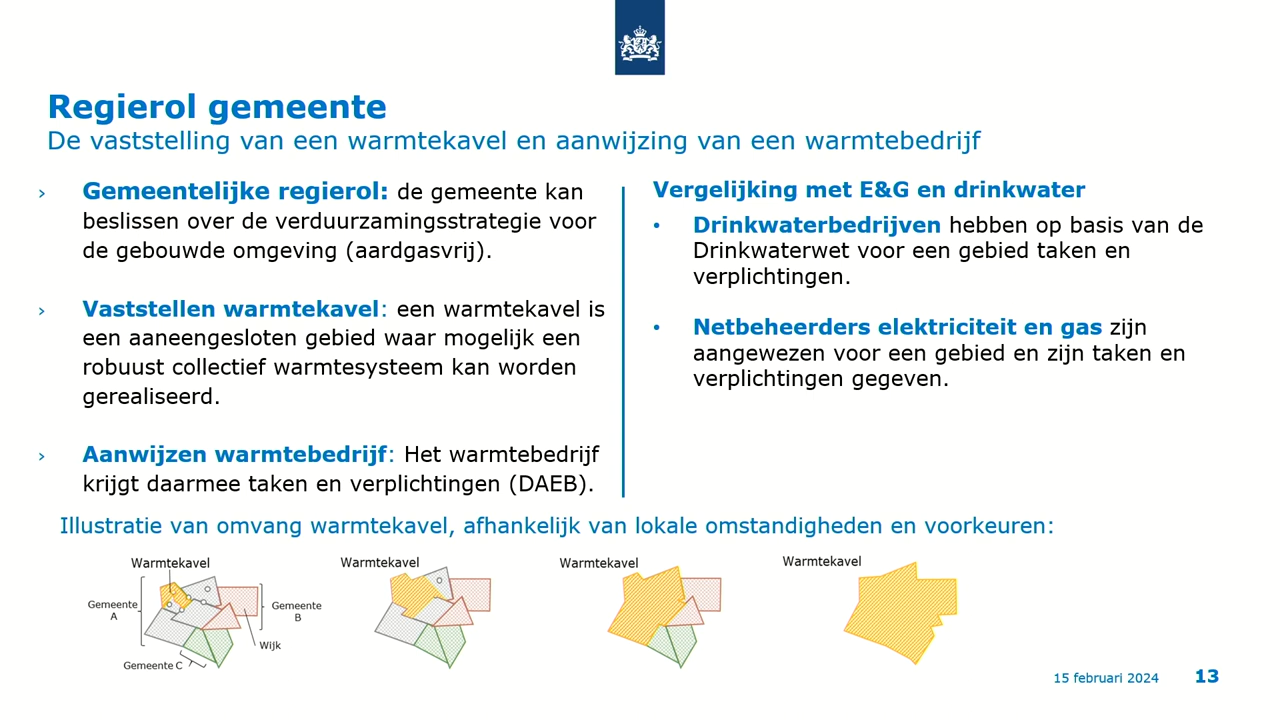 Regierol gemeente
De vaststelling van een warmtekavel en aanwijzing van een warmtebedrijf
› Gemeentelijke regierol: de gemeente kan
beslissen over de verduurzamingsstrategie voor
de gebouwde omgeving (aardgasvrij).
› Vaststellen warmtekavel: een warmtekavel is
een aaneengesloten gebied waar mogelijk een
robuust collectief warmtesysteem kan worden
gerealiseerd.
› Aanwijzen warmtebedrijf: Het warmtebedrijf
krijgt daarmee taken en verplichtingen (DAEB).
Vergelijking met E&G en drinkwater
• Drinkwaterbedrijven hebben op basis van de
Drinkwaterwet voor een gebied taken en
verplichtingen.
• Netbeheerders elektriciteit en gas zijn
aangewezen voor een gebied en zijn taken en
verplichtingen gegeven.
Illustratie van omvang warmtekavel, afhankelijk van lokale omstandigheden en voorkeuren:
Warmtekavel
Gemeente
A
Gemeente
B
Wijk
Gemeente C
Warmtekavel
Warmtekavel
Warmtekavel
15 februari 2024
13